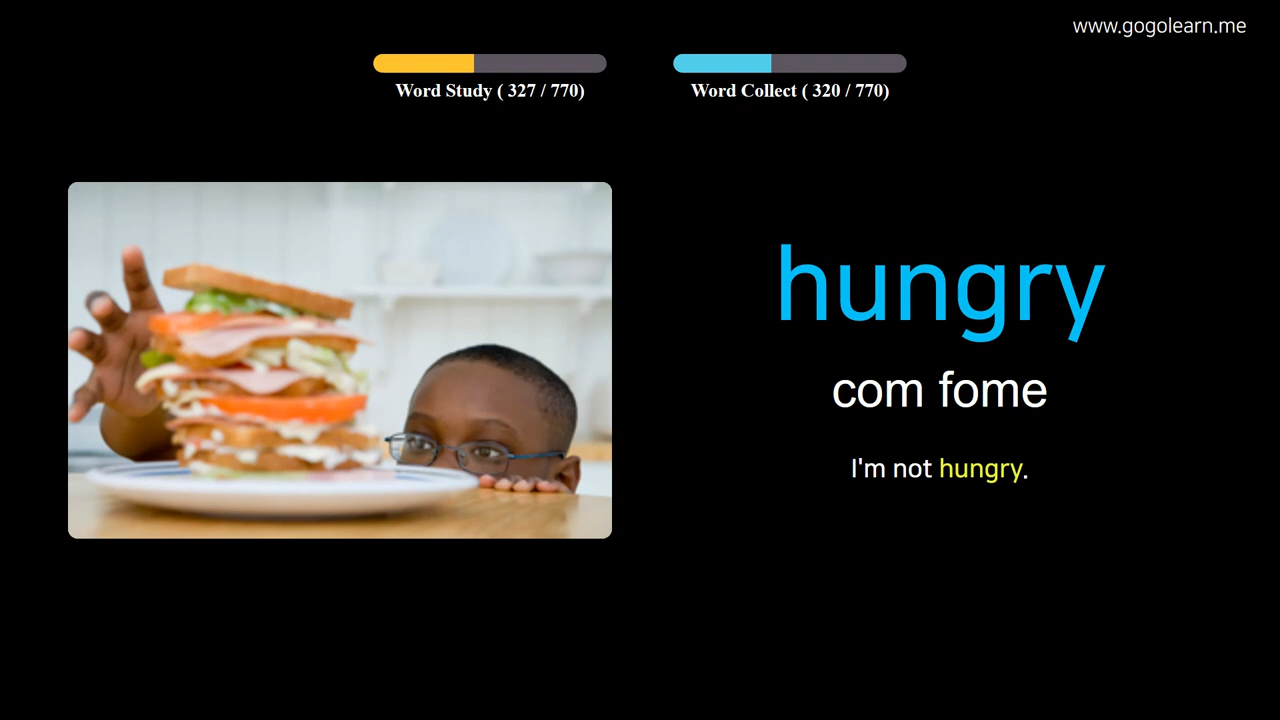 www.gogolearn.me
Word Study ( 327 / 770)
Word Collect ( 320 / 770)
hungry
com fome
I'm not hungry.